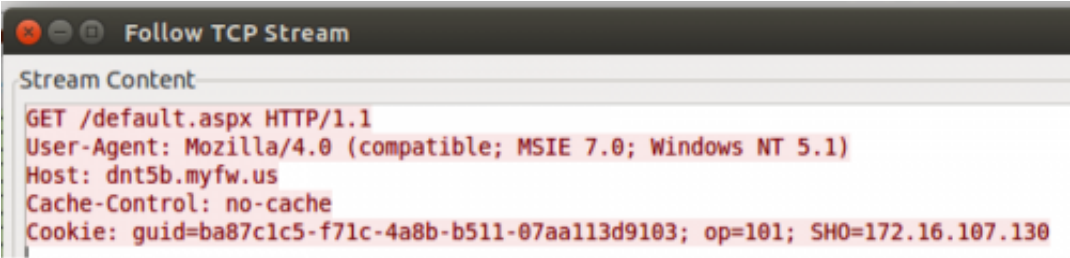 Follow TCP Stream
Stream Content
GET /default.aspx HTTP/1.1
User-Agent: Mozilla/4.0 (compatible; MSIE 7.0; Windows NT 5.1)
Host: dnt5b.myfw.us
Cache-Control: no-cache
Cookie: guid=ba87c1c5-f71c-4a8b-b511-07aa113d9103; op=101; SHO=172.16.107.130